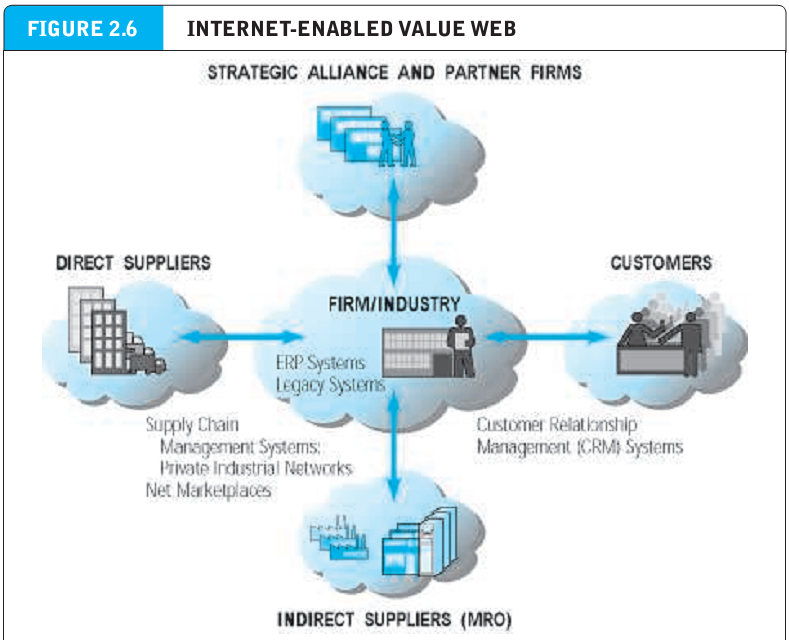 FIGURE 2.6 INTERNET-ENABLED VALUE WEB
STRATEGIC ALLIANCE AND PARTNER FIRMS
DIRECT SUPPLIERS
CUSTOMERS
FIRM/INDUSTRY
ERP Systems
Legacy Systems
Supply Chain
Management Systems;
Private Industrial Networks
Net Marketplaces
Customer Relationship
Management (CRM) Systems
INDIRECT SUPPLIERS (MRO)